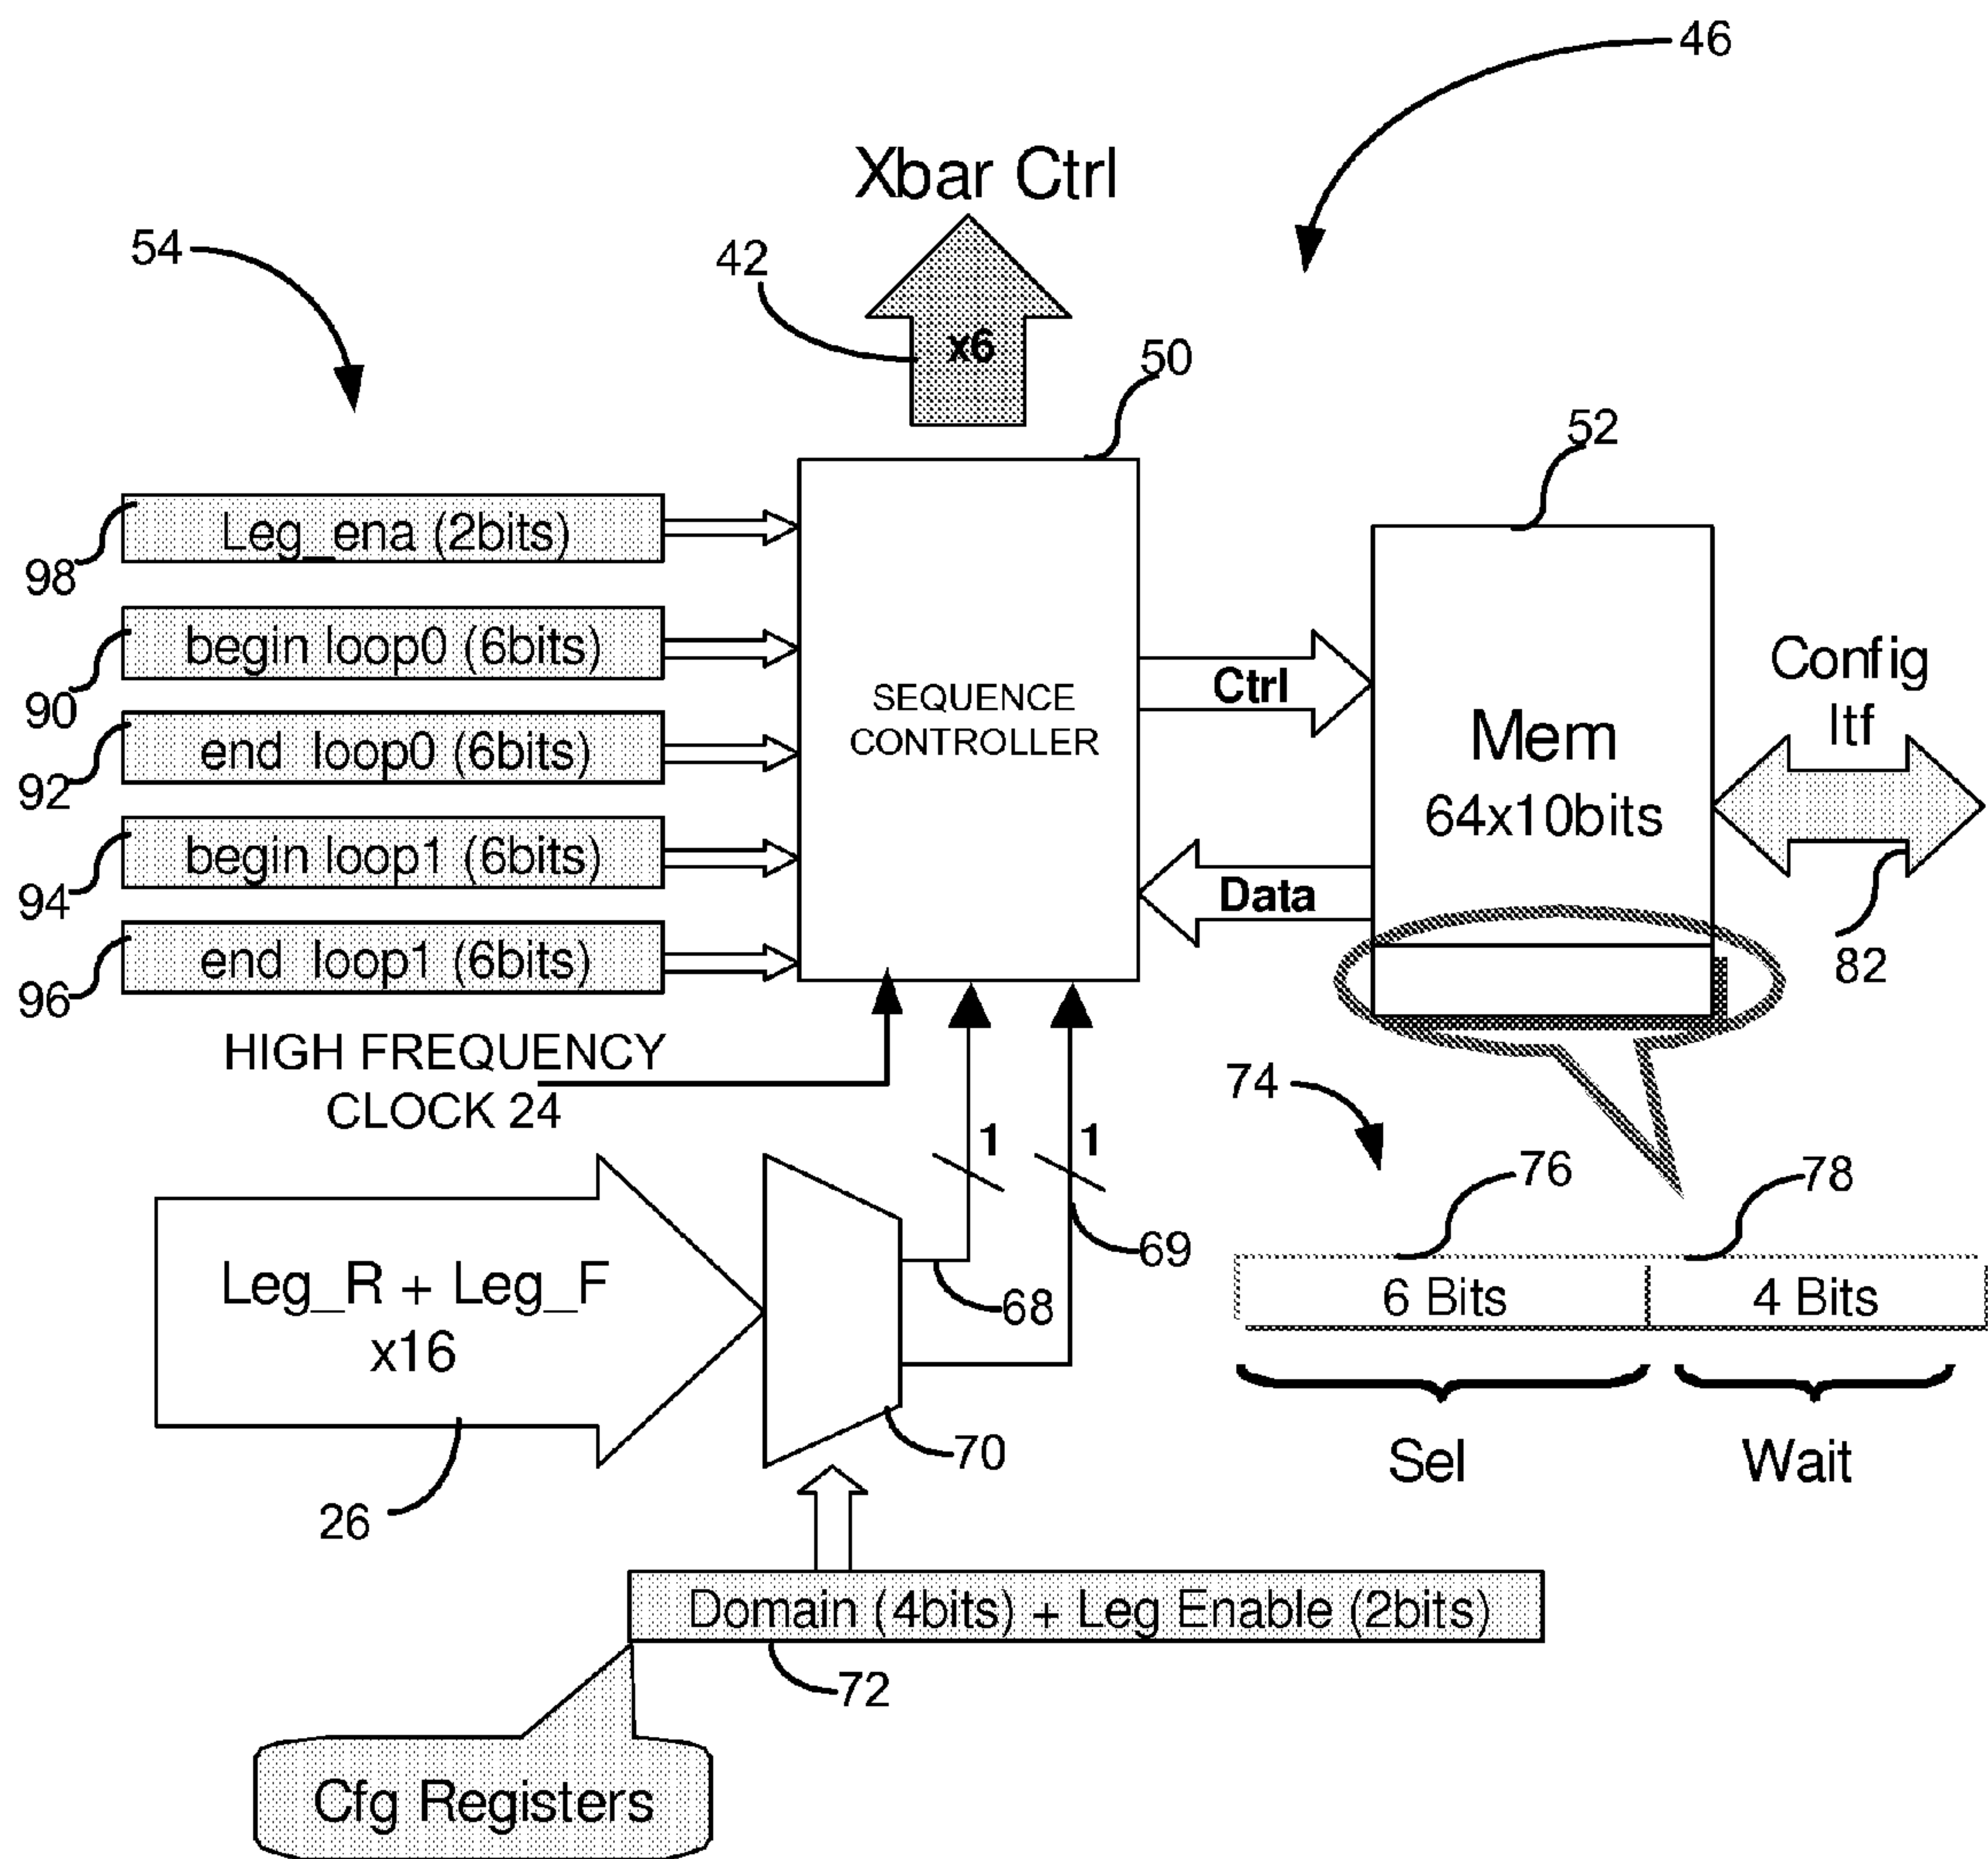 46
Xbar Ctrl
54
42
x6
50
52
Leg_ena (2bits)
98
begin loop0 (6bits)
90
end loop0 (6bits)
92
begin loop1 (6bits)
94
end loop1 (6bits)
96
SEQUENCE
CONTROLLER
Ctrl
Data
Mem
64x10bits
Config
Itf
82
HIGH FREQUENCY
CLOCK 24
74
1
1
76
78
69
68
Leg_R + Leg_F
x16
6 Bits
4 Bits
70
Sel
Wait
26
Domain (4bits) + Leg Enable (2bits)
72
Cfg Registers